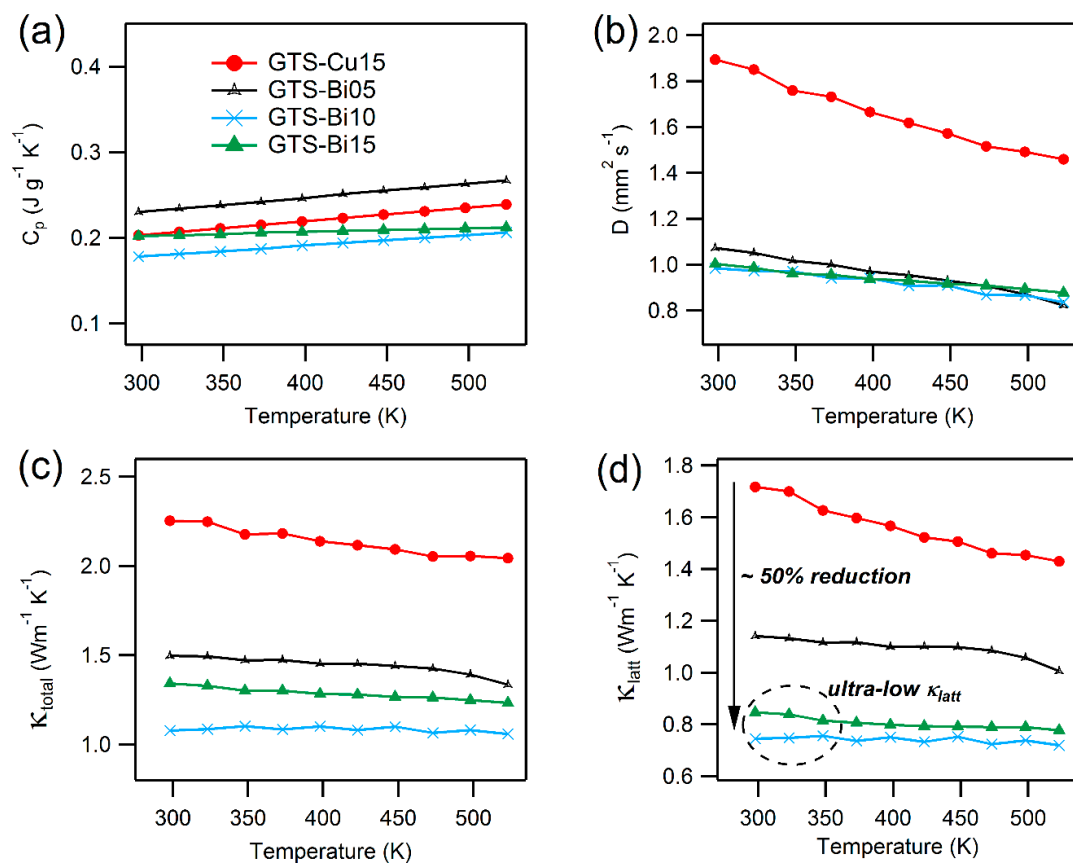 (a)
0.4
0.3
0.2
0.1
Cp (J g⁻¹ K⁻¹)
GTS-Cu15
GTS-Bi05
GTS-Bi10
GTS-Bi15
300 350 400 450 500
Temperature (K)
(b)
2.0
1.8
1.6
1.4
1.2
1.0
0.8
D (mm² s⁻¹)
300 350 400 450 500
Temperature (K)
(c)
2.5
2.0
1.5
1.0
κtotal (Wm⁻¹ K⁻¹)
300 350 400 450 500
Temperature (K)
(d)
1.8
1.6
1.4
1.2
1.0
0.8
0.6
κlatt (Wm⁻¹ K⁻¹)
~ 50% reduction
ultra-low κlatt
300 350 400 450 500
Temperature (K)